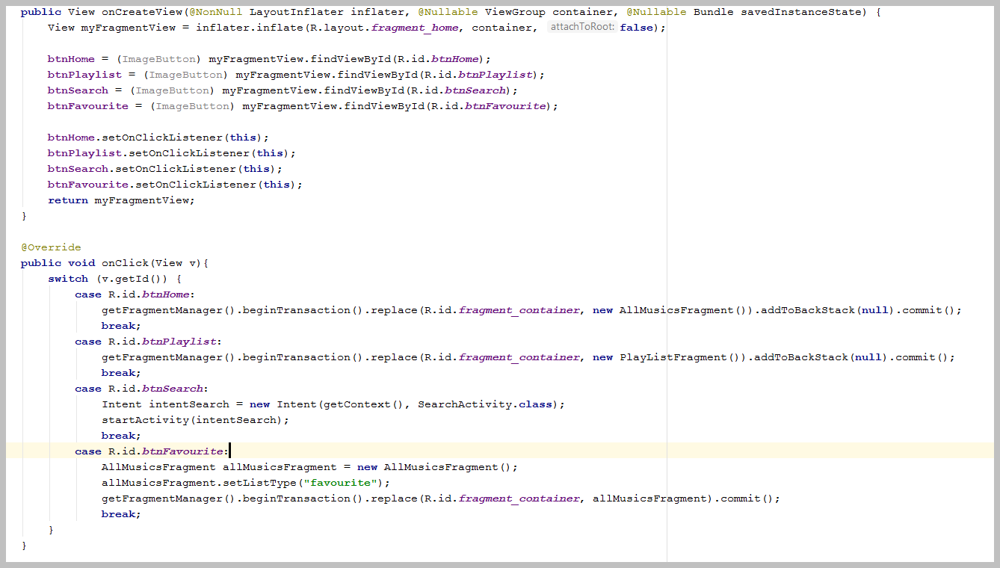 public View onCreateView(@NonNull LayoutInflater inflater, @Nullable ViewGroup container, @Nullable Bundle savedInstanceState) {
    View myFragmentView = inflater.inflate(R.layout.fragment_home, container, attachToRoot: false);

    btnHome = (ImageButton) myFragmentView.findViewById(R.id.btnHome);
    btnPlaylist = (ImageButton) myFragmentView.findViewById(R.id.btnPlaylist);
    btnSearch = (ImageButton) myFragmentView.findViewById(R.id.btnSearch);
    btnFavourite = (ImageButton) myFragmentView.findViewById(R.id.btnFavourite);

    btnHome.setOnClickListener(this);
    btnPlaylist.setOnClickListener(this);
    btnSearch.setOnClickListener(this);
    btnFavourite.setOnClickListener(this);
    return myFragmentView;
}

@Override
public void onClick(View v){
    switch (v.getId()) {
        case R.id.btnHome:
            getFragmentManager().beginTransaction().replace(R.id.fragment_container, new AllMusicsFragment()).addToBackStack(null).commit();
            break;
        case R.id.btnPlaylist:
            getFragmentManager().beginTransaction().replace(R.id.fragment_container, new PlayListFragment()).addToBackStack(null).commit();
            break;
        case R.id.btnSearch:
            Intent intentSearch = new Intent(getContext(), SearchActivity.class);
            startActivity(intentSearch);
            break;
        case R.id.btnFavourite:
            AllMusicsFragment allMusicsFragment = new AllMusicsFragment();
            allMusicsFragment.setListType("favourite");
            getFragmentManager().beginTransaction().replace(R.id.fragment_container, allMusicsFragment).commit();
            break;
    }
}